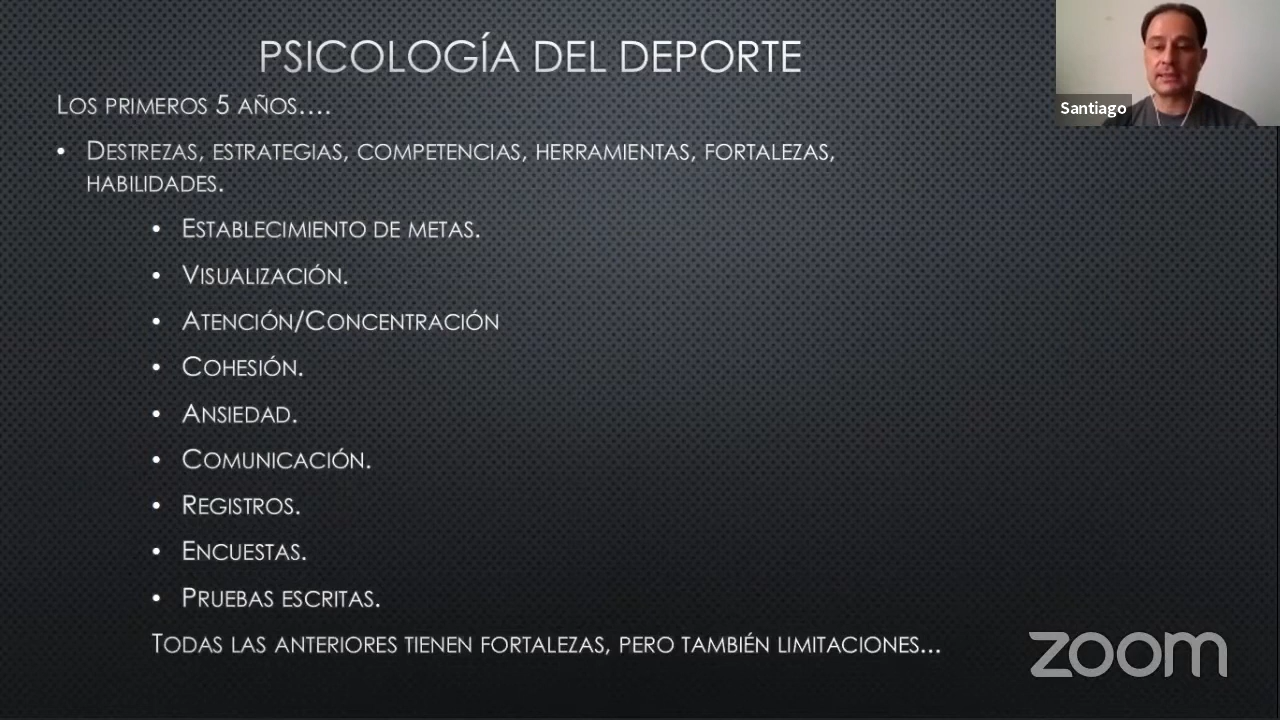 PSICOLOGÍA DEL DEPORTE
Santiago
LOS PRIMEROS 5 AÑOS....
• DESTREZAS, ESTRATEGIAS, COMPETENCIAS, HERRAMIENTAS, FORTALEZAS,
HABILIDADES.
• ESTABLECIMIENTO DE METAS.
• VISUALIZACIÓN.
• ATENCIÓN/CONCENTRACIÓN
• COHESIÓN.
• ANSIEDAD.
• COMUNICACIÓN.
• REGISTROS.
• ENCUESTAS.
• PRUEBAS ESCRITAS.
TODAS LAS ANTERIORES TIENEN FORTALEZAS, PERO TAMBIÉN LIMITACIONES...
zoom